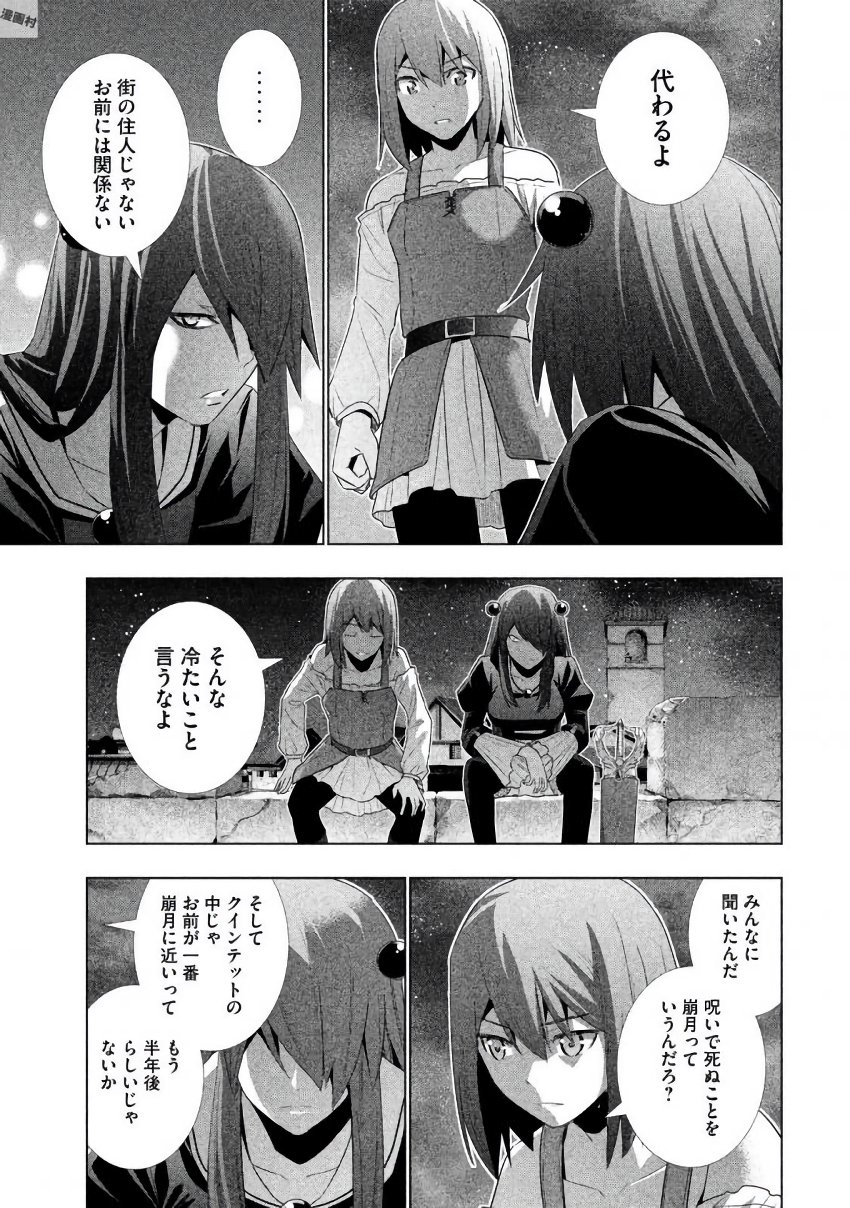 漫画村
代わるよ
‥‥‥
街の住人じゃない
お前には関係ない
そんな
冷たいこと
言うなよ
みんなに
聞いたんだ
呪いで死ぬことを
崩月って
いうんだろ？
そして
クインテットの
中じゃ
お前が一番
崩月に近いって
もう
半年後
らしいじゃ
ないか